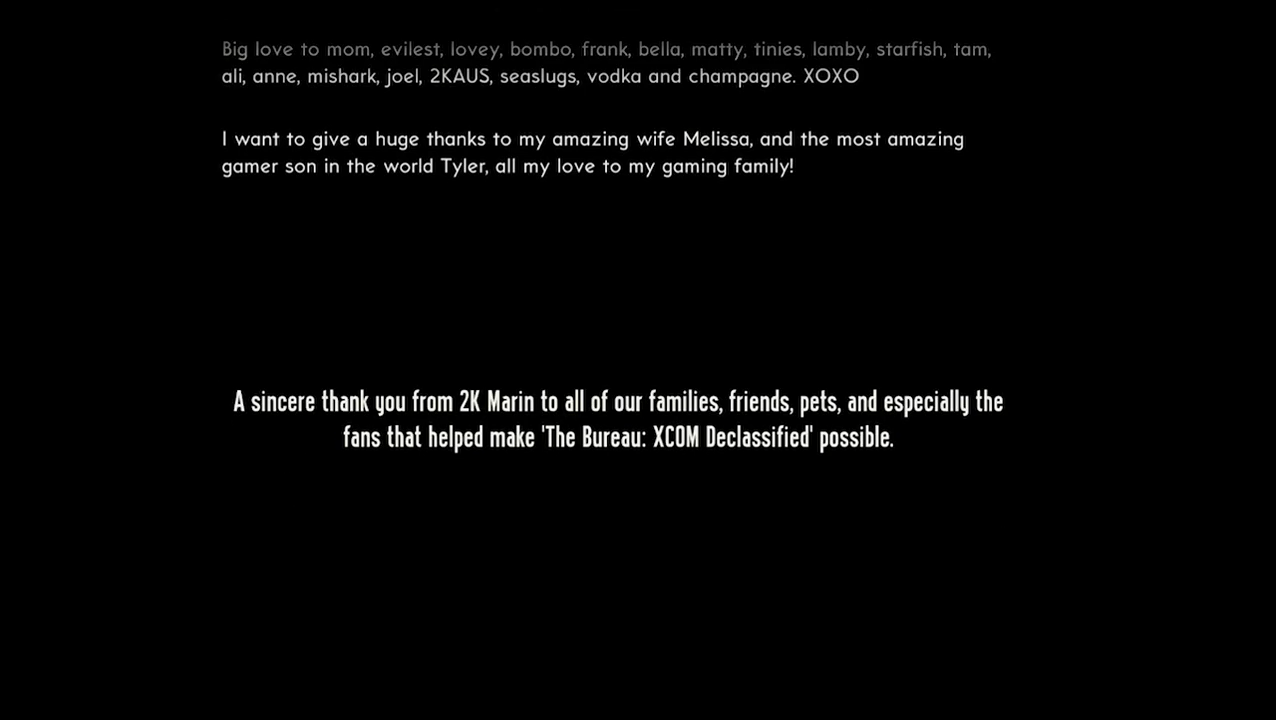 Big love to mom, evilest, lovey, bombo, frank, bella, matty, tinies, lamby, starfish, tam,
ali, anne, mishark, joel, 2KAUS, seaslugs, vodka and champagne. XOXO
I want to give a huge thanks to my amazing wife Melissa, and the most amazing
gamer son in the world Tyler, all my love to my gaming family!
A sincere thank you from 2K Marin to all of our families, friends, pets, and especially the
fans that helped make 'The Bureau: XCOM Declassified' possible.